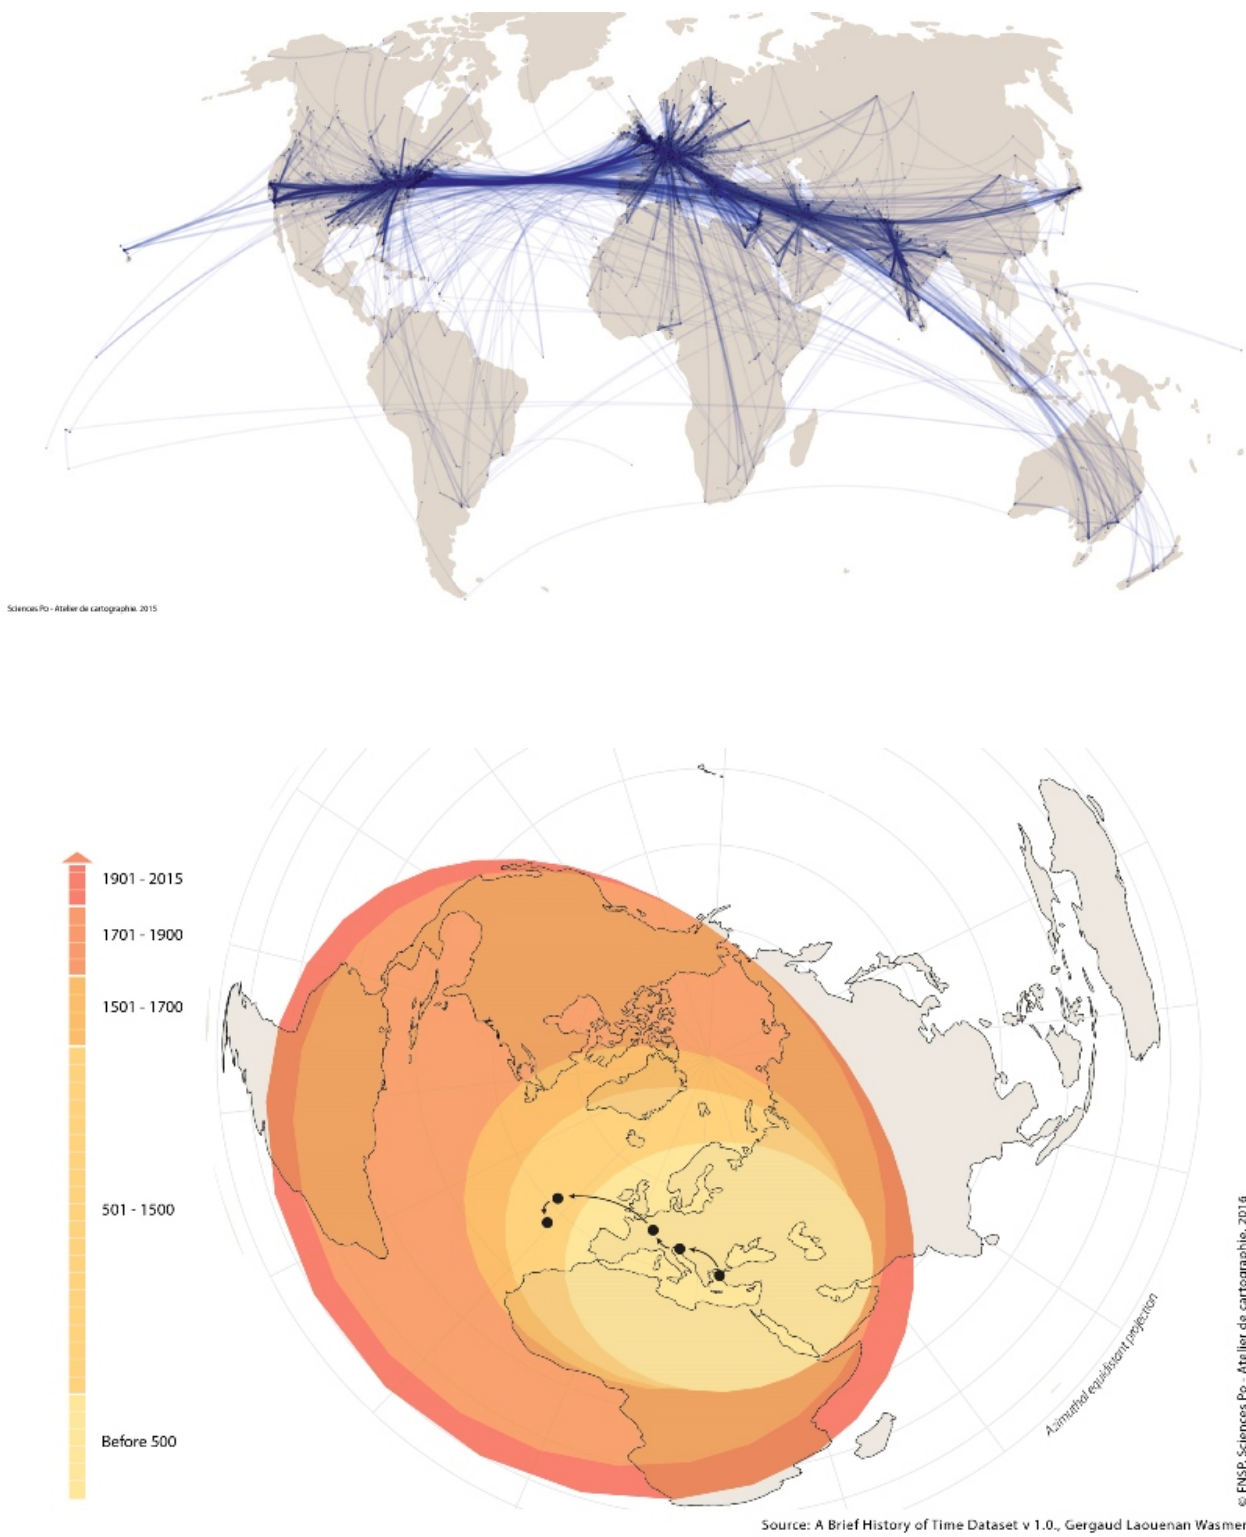 Sciences Po - Atelier de cartographie. 2015
1901 - 2015
1701 - 1900
1501 - 1700
501 - 1500
Before 500
Azimuthal equidistant projection
© FNSP. Sciences Po - Atelier de cartographie. 2016
Source: A Brief History of Time Dataset v 1.0., Gergaud Laouenan Wasmer